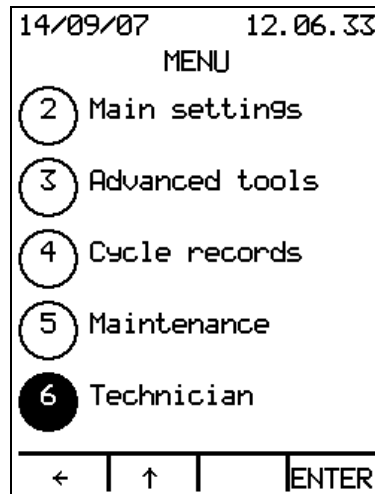 14/09/07 12.06.33
MENU
2 Main settings
3 Advanced tools
4 Cycle records
5 Maintenance
6 Technician
← ↑ ENTER